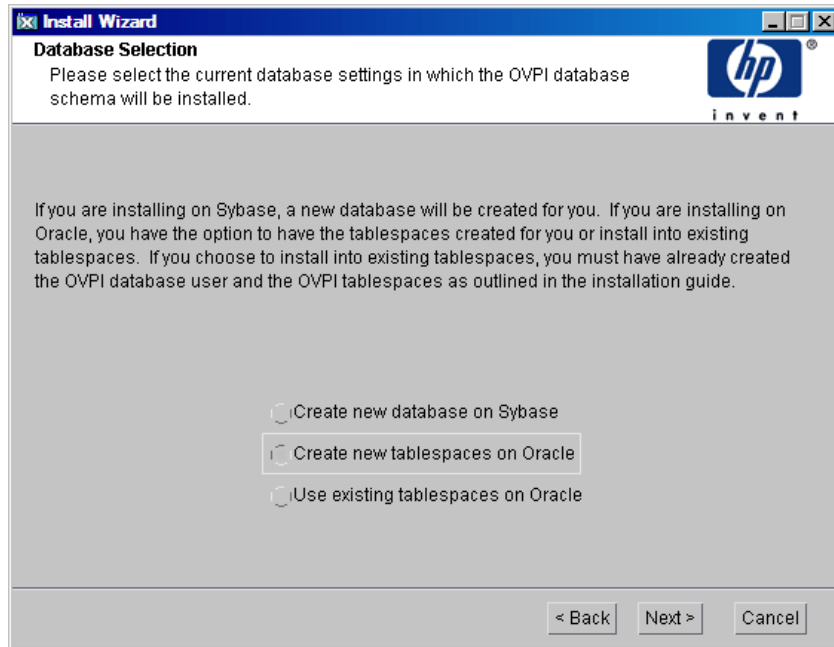 Install Wizard
Database Selection
Please select the current database settings in which the OVPI database
schema will be installed.
hp
®
invent
If you are installing on Sybase, a new database will be created for you. If you are installing on
Oracle, you have the option to have the tablespaces created for you or install into existing
tablespaces. If you choose to install into existing tablespaces, you must have already created
the OVPI database user and the OVPI tablespaces as outlined in the installation guide.
Create new database on Sybase
Create new tablespaces on Oracle
Use existing tablespaces on Oracle
< Back Next > Cancel